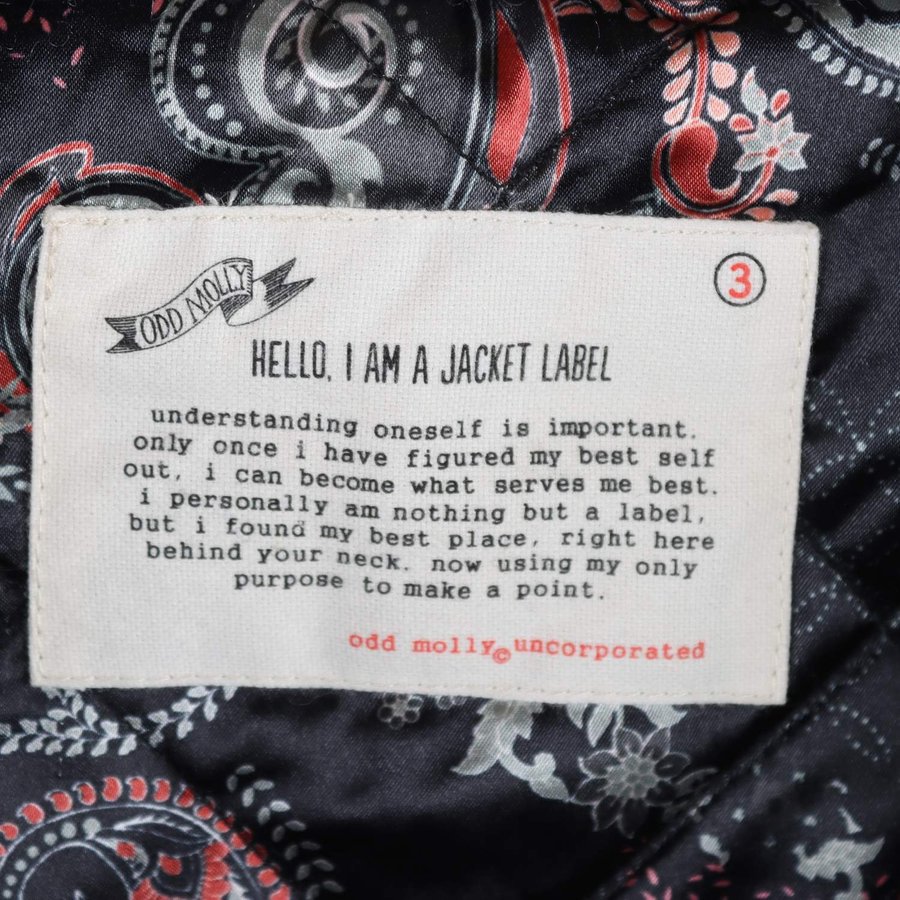 ODD MOLLY
3
HELLO, I AM A JACKET LABEL
understanding oneself is important.
only once i have figured my best self
out, i can become what serves me best.
i personally am nothing but a label,
but i found my best place, right here
behind your neck. now using my only
purpose to make a point.
odd molly© uncorporated